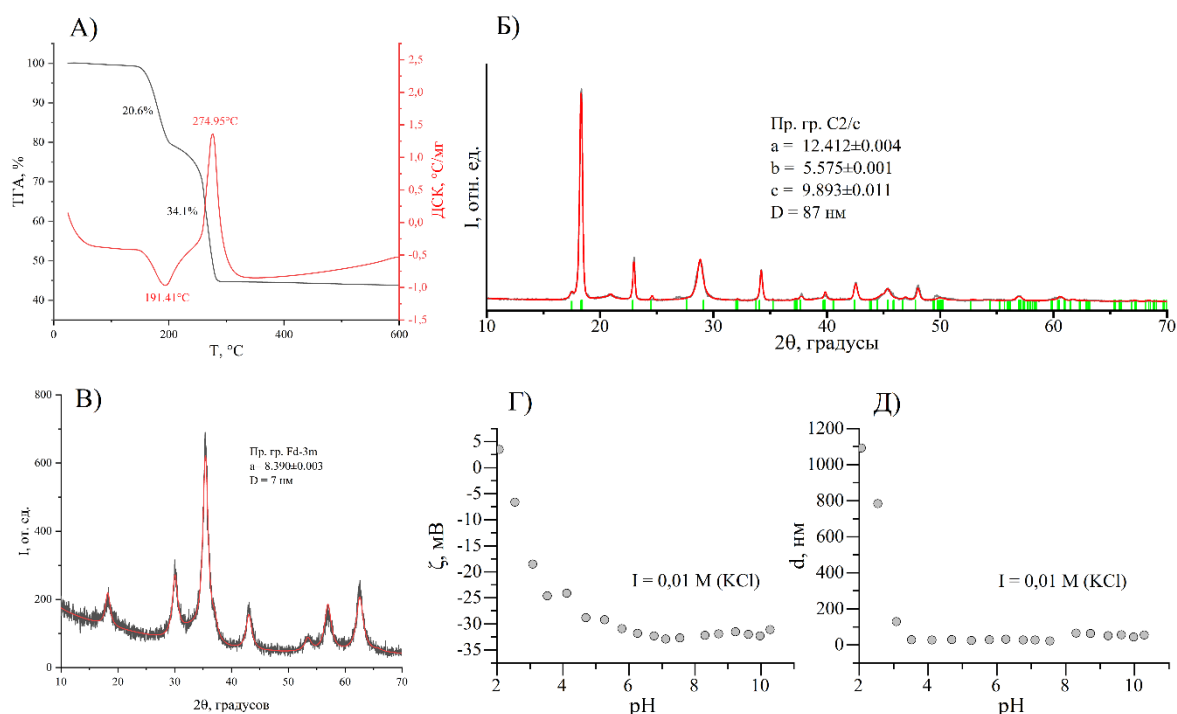 А)
ТГА, %
100
90
80
70
60
50
40
20.6%
34.1%
274.95°C
191.41°C
2,5
2,0
1,5
1,0
0,5
0,0
-0,5
-1,0
-1,5
ДСК, °C/мг
0
200
400
600
T, °C
Б)
I, отн. ед.
Пр. гр. C2/c
a = 12.412±0.004
b = 5.575±0.001
c = 9.893±0.011
D = 87 нм
10
20
30
40
50
60
70
2θ, градусы
В)
I, от. ед.
800
600
400
200
0
Пр. гр. Fd-3m
a 8.390±0.003
D = 7 нм
10
20
30
40
50
60
70
2θ, градусов
Г)
ζ, мВ
5
0
-5
-10
-15
-20
-25
-30
-35
I = 0,01 M (KCl)
2
4
6
8
10
pH
Д)
d, нм
1200
1000
800
600
400
200
0
I = 0,01 M (KCl)
2
4
6
8
10
pH